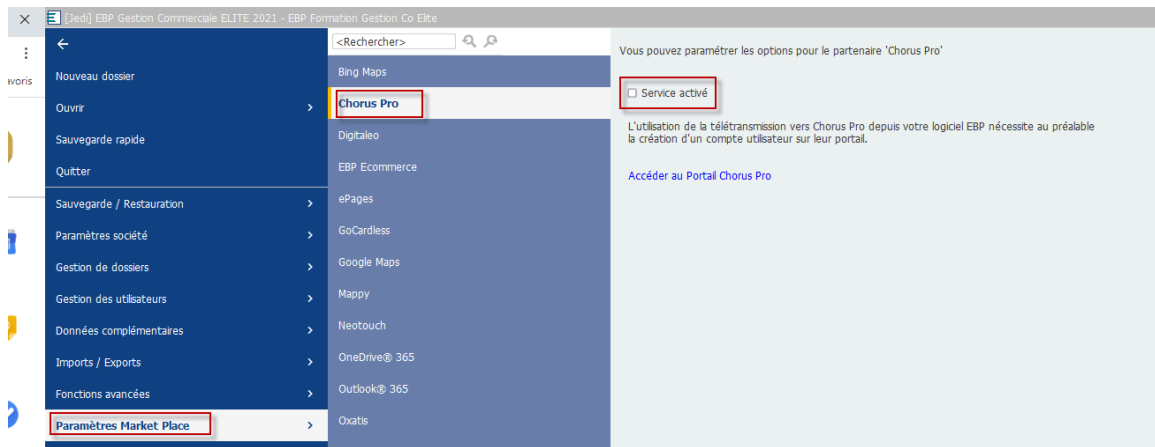 [Jedi] EBP Gestion Commerciale ELITE 2021 - EBP Formation Gestion Co Elite
avoris
Nouveau dossier
Ouvrir
Sauvegarde rapide
Quitter
Sauvegarde / Restauration
Paramètres société
Gestion de dossiers
Gestion des utilisateurs
Données complémentaires
Imports / Exports
Fonctions avancées
Paramètres Market Place
<Rechercher>
Bing Maps
Chorus Pro
Digitaleo
EBP Ecommerce
ePages
GoCardless
Google Maps
Mappy
Neotouch
OneDrive® 365
Outlook® 365
Oxatis
Vous pouvez paramétrer les options pour le partenaire 'Chorus Pro'
Service activé
L'utilisation de la télétransmission vers Chorus Pro depuis votre logiciel EBP nécessite au préalable
la création d'un compte utilisateur sur leur portail.
Accéder au Portail Chorus Pro